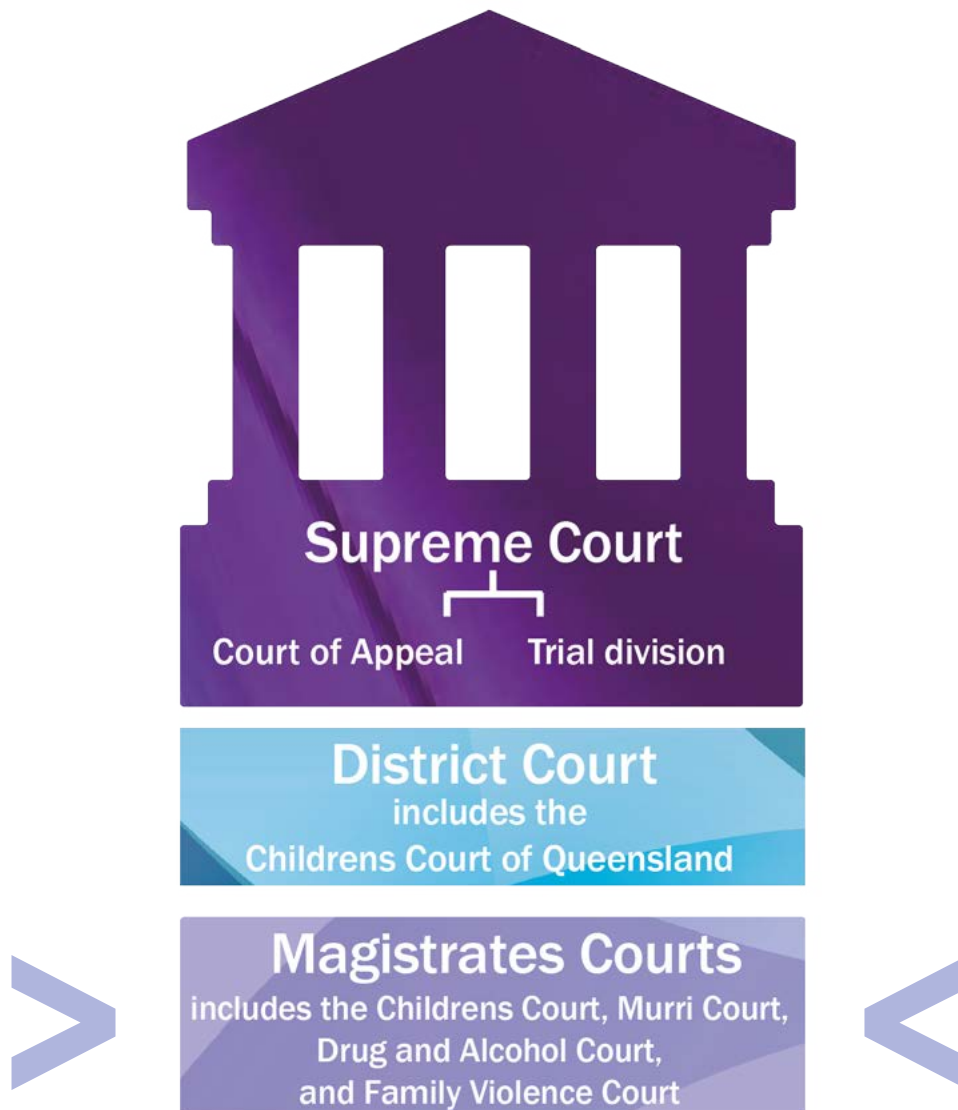 Supreme Court
Court of Appeal Trial division
District Court
includes the
Childrens Court of Queensland
Magistrates Courts
includes the Childrens Court, Murri Court,
Drug and Alcohol Court,
and Family Violence Court